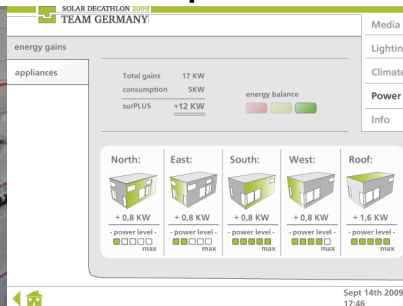 SOLAR DECATHLON 2009
TEAM GERMANY
energy gains
appliances
Media
Lightin
Climate
Power
Info
Total gains 17 KW
consumption 5KW
surPLUS +12 KW
energy balance
North: East: South: West: Roof:
+ 0,8 KW + 0,8 KW + 0,8 KW + 0,8 KW + 1,6 KW
- power level - - power level - - power level - - power level - - power level -
max max max max max
Sept 14th 2009
17:46